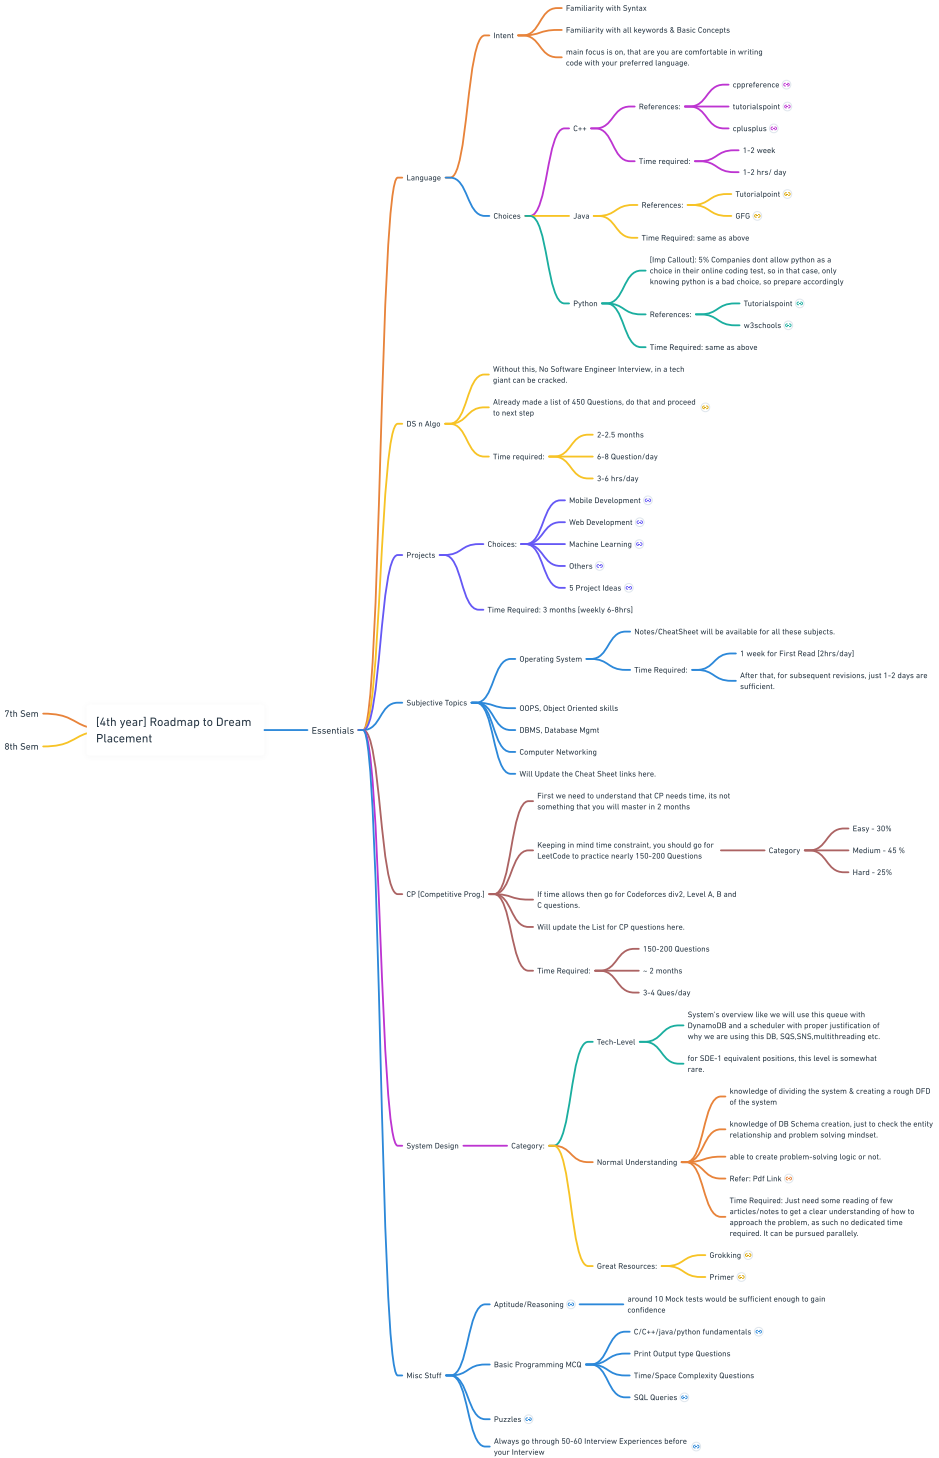 7th Sem
8th Sem
[4th year] Roadmap to Dream
Placement
Essentials
Language
Intent
Familiarity with Syntax
Familiarity with all keywords & Basic Concepts
main focus is on, that are you are comfortable in writing
code with your preferred language.
Choices
C++
References:
cppreference
tutorialspoint
cplusplus
Time required:
1-2 week
1-2 hrs/ day
Java
References:
Tutorialpoint
GFG
Time Required: same as above
Python
[Imp Callout]: 5% Companies dont allow python as a
choice in their online coding test, so in that case, only
knowing python is a bad choice, so prepare accordingly
References:
Tutorialspoint
w3schools
Time Required: same as above
DS n Algo
Without this, No Software Engineer Interview, in a tech
giant can be cracked.
Already made a list of 450 Questions, do that and proceed
to next step
Time required:
2-2.5 months
6-8 Question/day
3-6 hrs/day
Projects
Choices:
Mobile Development
Web Development
Machine Learning
Others
5 Project Ideas
Time Required: 3 months [weekly 6-8hrs]
Subjective Topics
Operating System
Notes/CheatSheet will be available for all these subjects.
Time Required:
1 week for First Read [2hrs/day]
After that, for subsequent revisions, just 1-2 days are
sufficient.
OOPS, Object Oriented skills
DBMS, Database Mgmt
Computer Networking
Will Update the Cheat Sheet links here.
CP [Competitive Prog.]
First we need to understand that CP needs time, its not
something that you will master in 2 months
Keeping in mind time constraint, you should go for
LeetCode to practice nearly 150-200 Questions
Category
Easy - 30%
Medium - 45 %
Hard - 25%
If time allows then go for Codeforces div2, Level A, B and
C questions.
Will update the List for CP questions here.
Time Required:
150-200 Questions
~ 2 months
3-4 Ques/day
System Design
Category:
Tech-Level
System's overview like we will use this queue with
DynamoDB and a scheduler with proper justification of
why we are using this DB, SQS,SNS,multithreading etc.
for SDE-1 equivalent positions, this level is somewhat
rare.
Normal Understanding
knowledge of dividing the system & creating a rough DFD
of the system
knowledge of DB Schema creation, just to check the entity
relationship and problem solving mindset.
able to create problem-solving logic or not.
Refer: Pdf Link
Time Required: Just need some reading of few
articles/notes to get a clear understanding of how to
approach the problem, as such no dedicated time
required. It can be pursued parallely.
Great Resources:
Grokking
Primer
Misc Stuff
Aptitude/Reasoning
around 10 Mock tests would be sufficient enough to gain
confidence
Basic Programming MCQ
C/C++/java/python fundamentals
Print Output type Questions
Time/Space Complexity Questions
SQL Queries
Puzzles
Always go through 50-60 Interview Experiences before
your Interview